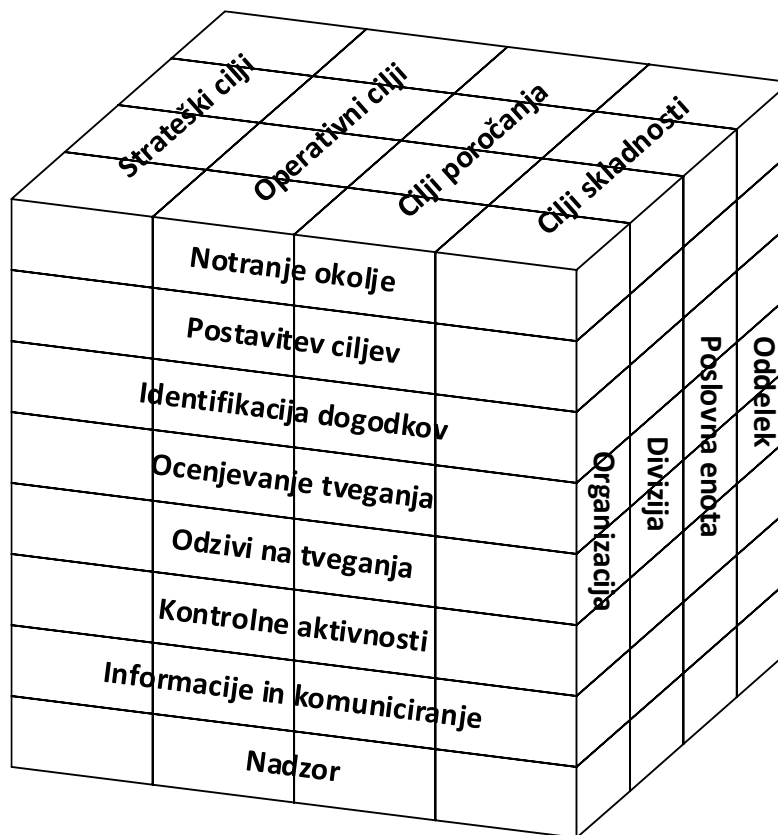 Strateški cilji
Operativni cilji
Cilji poročanja
Cilji skladnosti
Notranje okolje
Postavitev ciljev
Identifikacija dogodkov
Ocenjevanje tveganja
Odzivi na tveganja
Kontrolne aktivnosti
Informacije in komuniciranje
Nadzor
Organizacija
Divizija
Poslovna enota
Oddelek